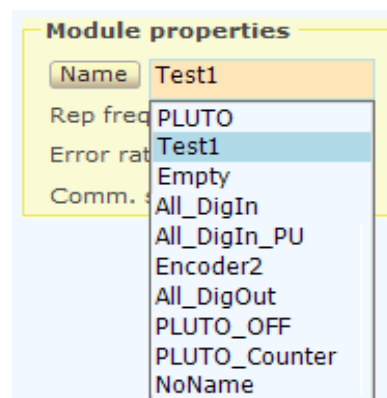 Module properties
Name Test1
Rep freq PLUTO
Error rat Test1
Empty
Comm. All_DigIn
All_DigIn_PU
Encoder2
All_DigOut
PLUTO_OFF
PLUTO_Counter
NoName